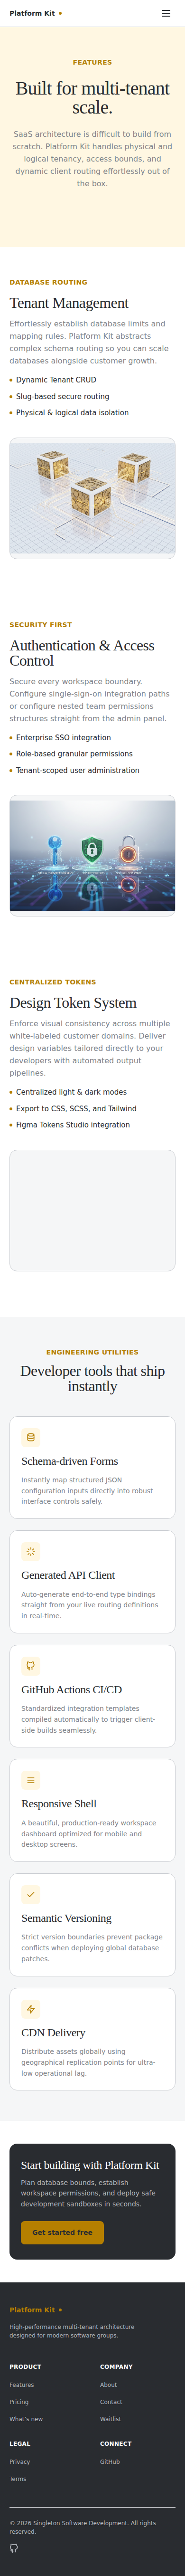 Platform Kit
FEATURES
Built for multi-tenant
scale.
SaaS architecture is difficult to build from
scratch. Platform Kit handles physical and
logical tenancy, access bounds, and
dynamic client routing effortlessly out of
the box.
DATABASE ROUTING
Tenant Management
Effortlessly establish database limits and
mapping rules. Platform Kit abstracts
complex schema routing so you can scale
databases alongside customer growth.
Dynamic Tenant CRUD
Slug-based secure routing
Physical & logical data isolation
SECURITY FIRST
Authentication & Access
Control
Secure every workspace boundary.
Configure single-sign-on integration paths
or configure nested team permissions
structures straight from the admin panel.
Enterprise SSO integration
Role-based granular permissions
Tenant-scoped user administration
CENTRALIZED TOKENS
Design Token System
Enforce visual consistency across multiple
white-labeled customer domains. Deliver
design variables tailored directly to your
developers with automated output
pipelines.
Centralized light & dark modes
Export to CSS, SCSS, and Tailwind
Figma Tokens Studio integration
ENGINEERING UTILITIES
Developer tools that ship
instantly
Schema-driven Forms
Instantly map structured JSON
configuration inputs directly into robust
interface controls safely.
Generated API Client
Auto-generate end-to-end type bindings
straight from your live routing definitions
in real-time.
GitHub Actions CI/CD
Standardized integration templates
compiled automatically to trigger client-
side builds seamlessly.
Responsive Shell
A beautiful, production-ready workspace
dashboard optimized for mobile and
desktop screens.
Semantic Versioning
Strict version boundaries prevent package
conflicts when deploying global database
patches.
CDN Delivery
Distribute assets globally using
geographical replication points for ultra-
low operational lag.
Start building with Platform Kit
Plan database bounds, establish
workspace permissions, and deploy safe
development sandboxes in seconds.
Get started free
Platform Kit
High-performance multi-tenant architecture
designed for modern software groups.
PRODUCT
Features
Pricing
What's new
COMPANY
About
Contact
Waitlist
LEGAL
Privacy
Terms
CONNECT
GitHub
© 2026 Singleton Software Development. All rights
reserved.